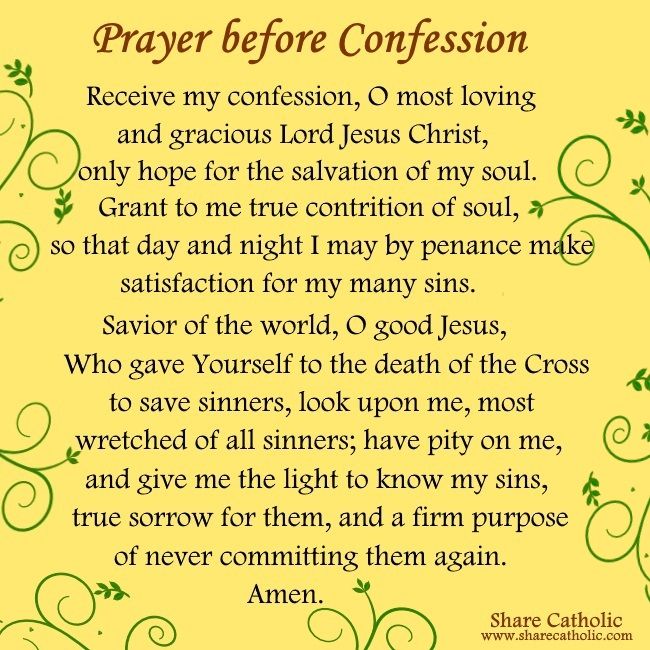 Prayer before Confession
Receive my confession, O most loving
and gracious Lord Jesus Christ,
only hope for the salvation of my soul.
Grant to me true contrition of soul,
so that day and night I may by penance make
satisfaction for my many sins.
Savior of the world, O good Jesus,
Who gave Yourself to the death of the Cross
to save sinners, look upon me, most
wretched of all sinners; have pity on me,
and give me the light to know my sins,
true sorrow for them, and a firm purpose
of never committing them again.
Amen.
Share Catholic
www.sharecatholic.com